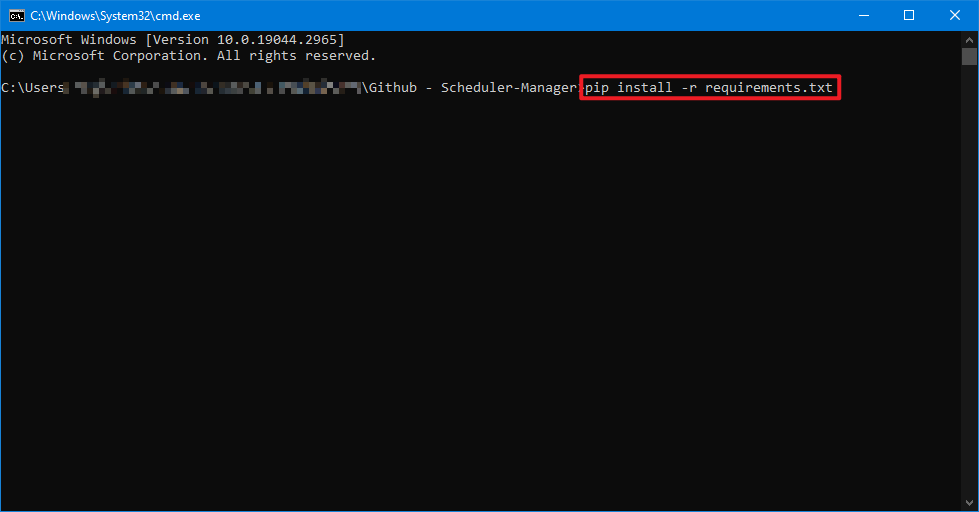 C:\Windows\System32\cmd.exe
Microsoft Windows [Version 10.0.19044.2965]
(c) Microsoft Corporation. All rights reserved.
C:\Users \Github - Scheduler-Manager>pip install -r requirements.txt